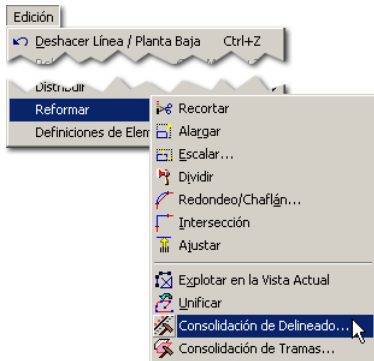 Edición
Deshacer Línea / Planta Baja Ctrl+Z
Distribuir
Reformar
Definiciones de Elem
Recortar
Alargar
Escalar...
Dividir
Redondeo/Chaflán...
Intersección
Ajustar
Explotar en la Vista Actual
Unificar
Consolidación de Delineado...
Consolidación de Tramas...